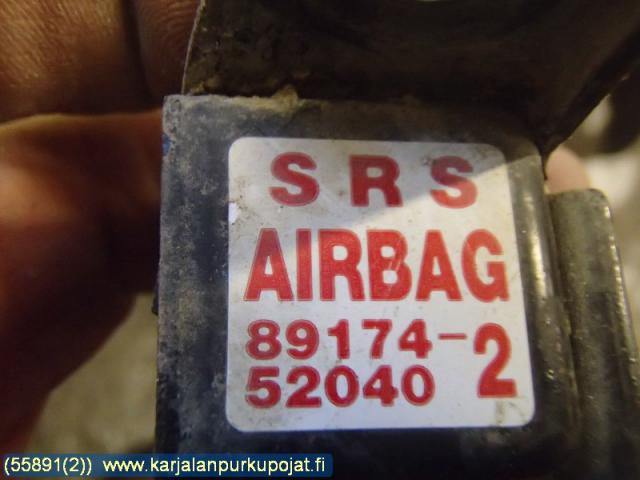 SRS
AIRBAG
89174-
52040 2
(55891(2)) www.karjalanpurkupojat.fi